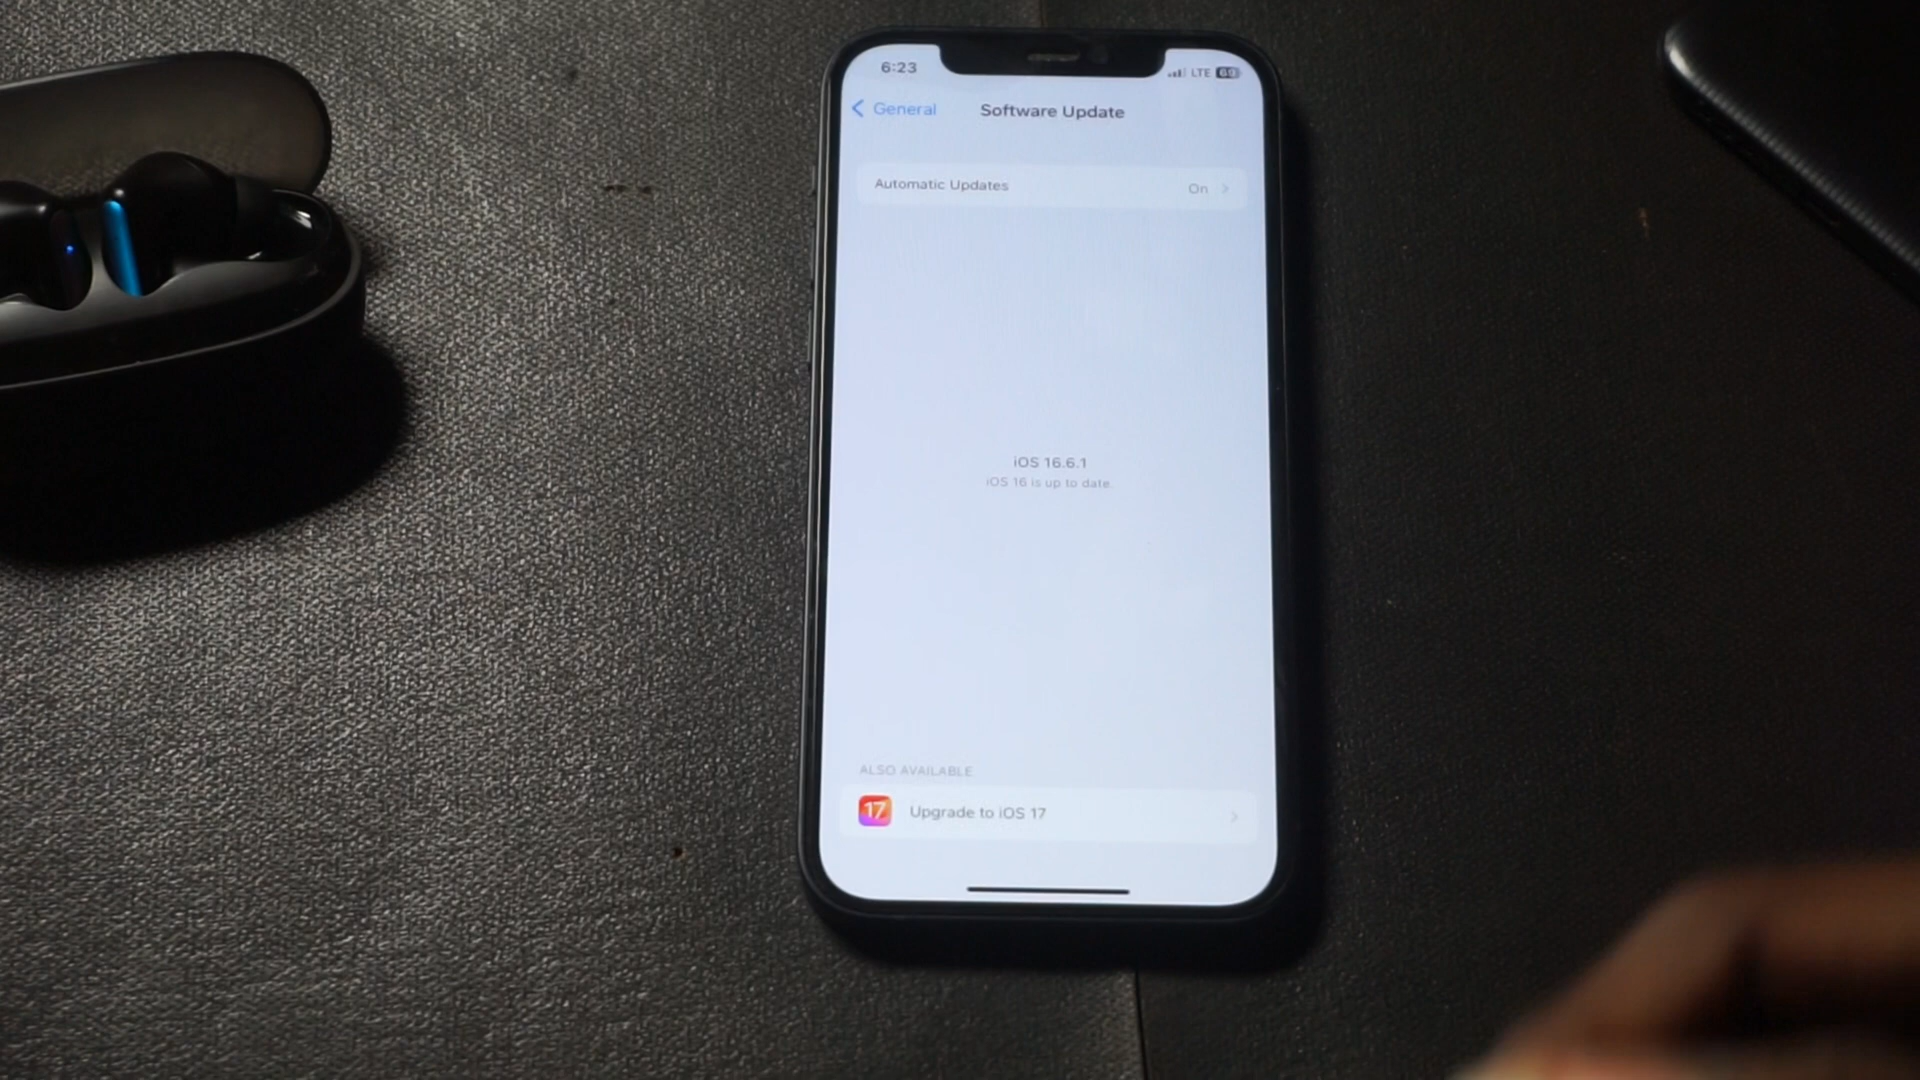 6:23
LTE 69
General
Software Update
Automatic Updates On
iOS 16.6.1
iOS 16 is up to date.
ALSO AVAILABLE
17 Upgrade to iOS 17